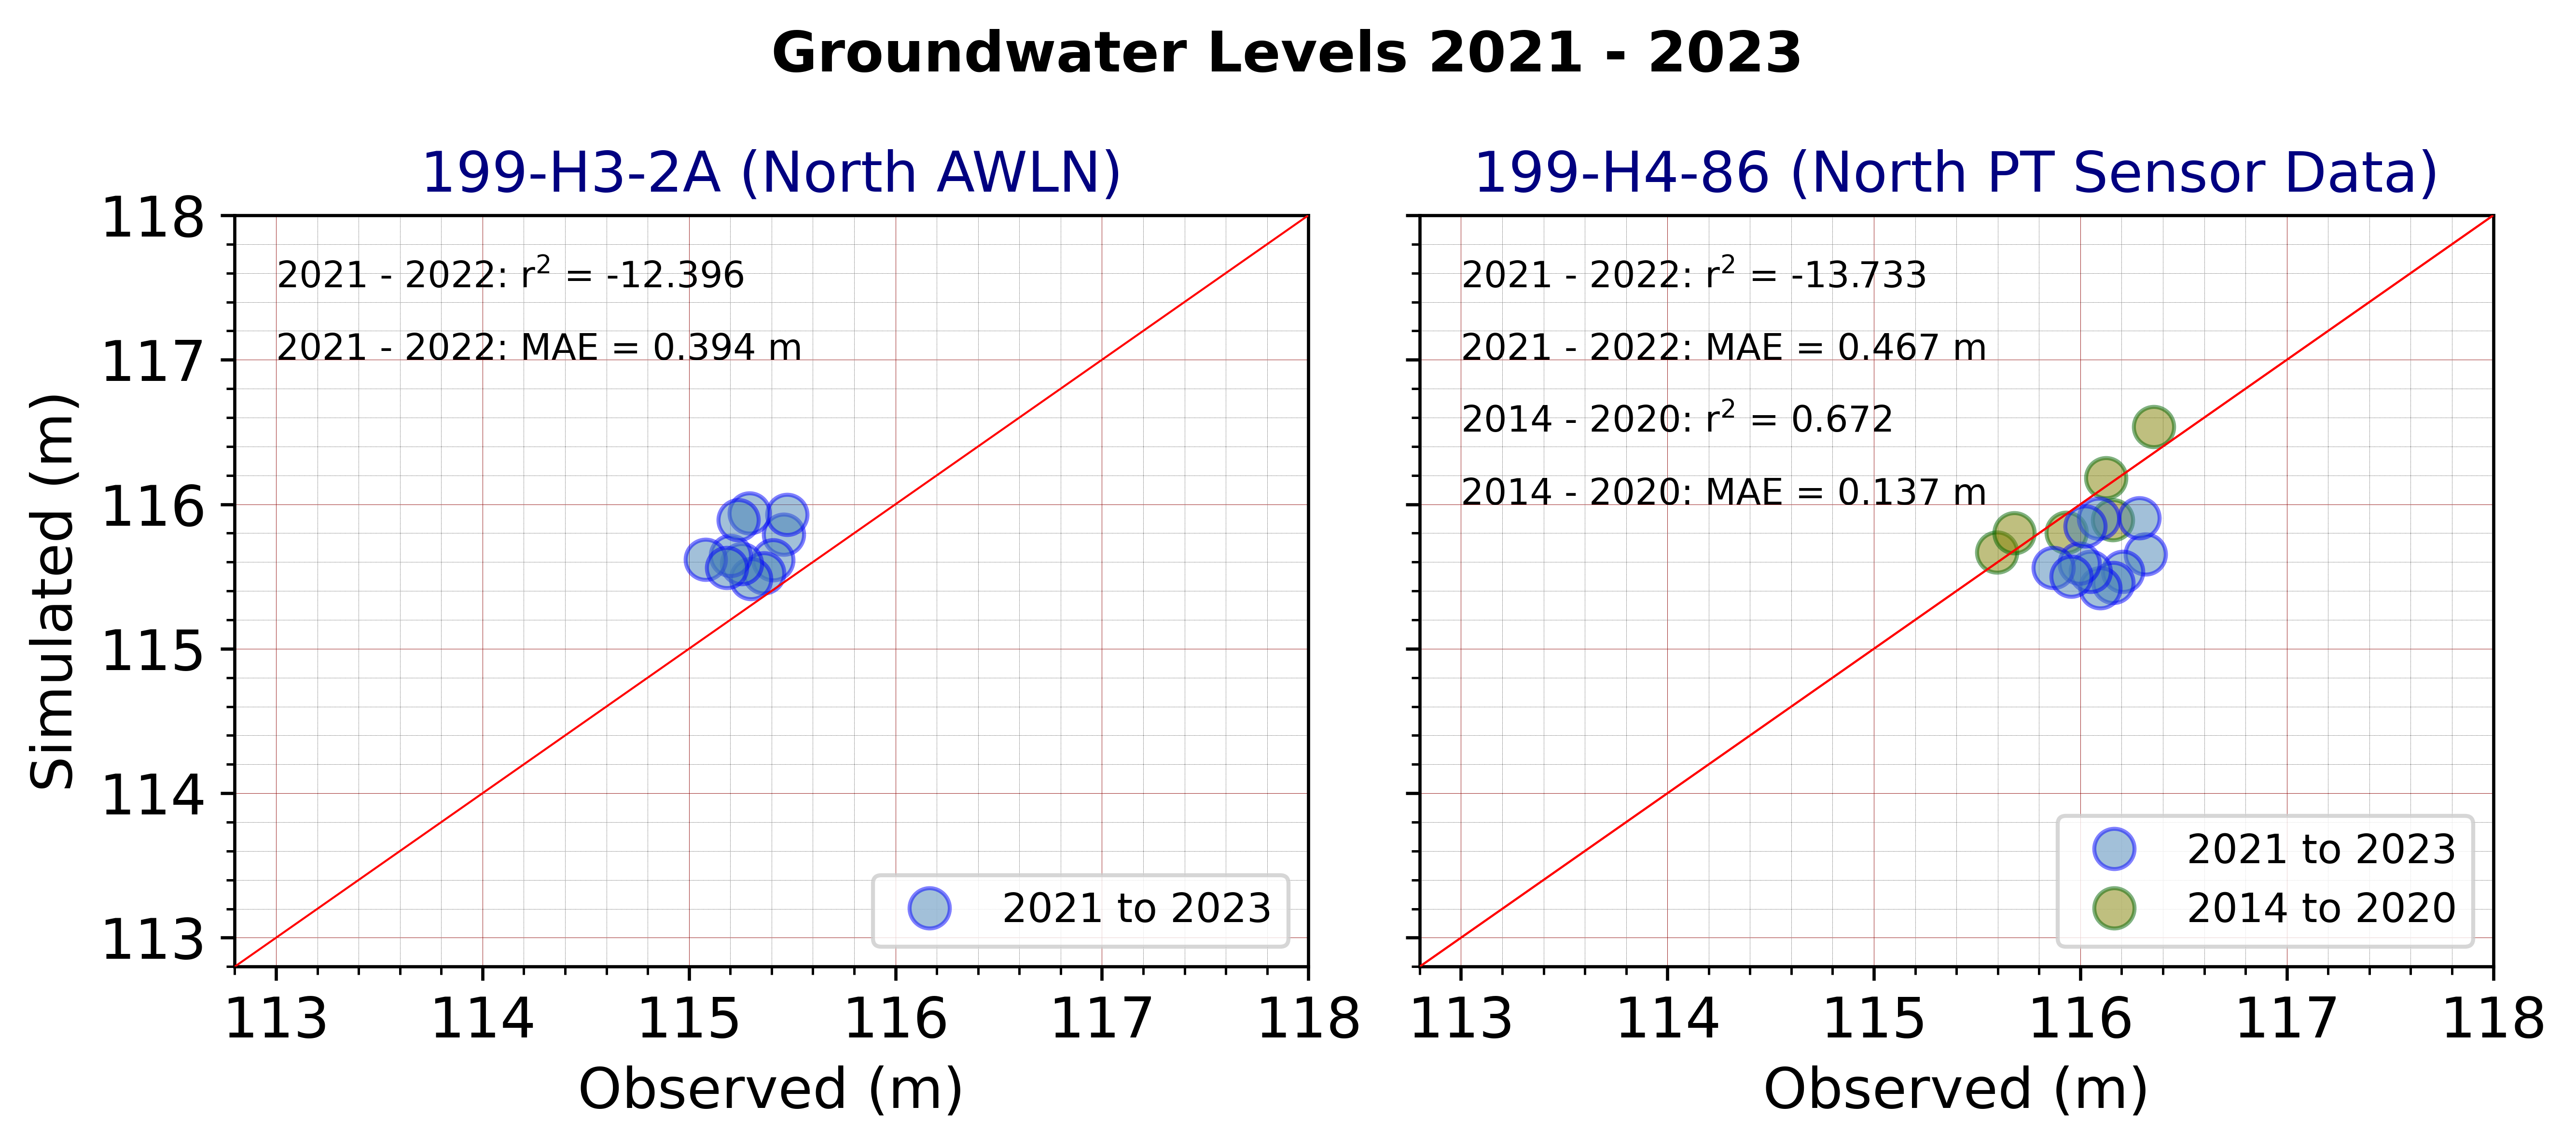 Groundwater Levels 2021 - 2023
199-H3-2A (North AWLN)
118
117
116
115
114
113
Simulated (m)
2021 - 2022: r² = -12.396
2021 - 2022: MAE = 0.394 m
2021 to 2023
113 114 115 116 117 118
Observed (m)
199-H4-86 (North PT Sensor Data)
2021 - 2022: r² = -13.733
2021 - 2022: MAE = 0.467 m
2014 - 2020: r² = 0.672
2014 - 2020: MAE = 0.137 m
2021 to 2023
2014 to 2020
113 114 115 116 117 118
Observed (m)